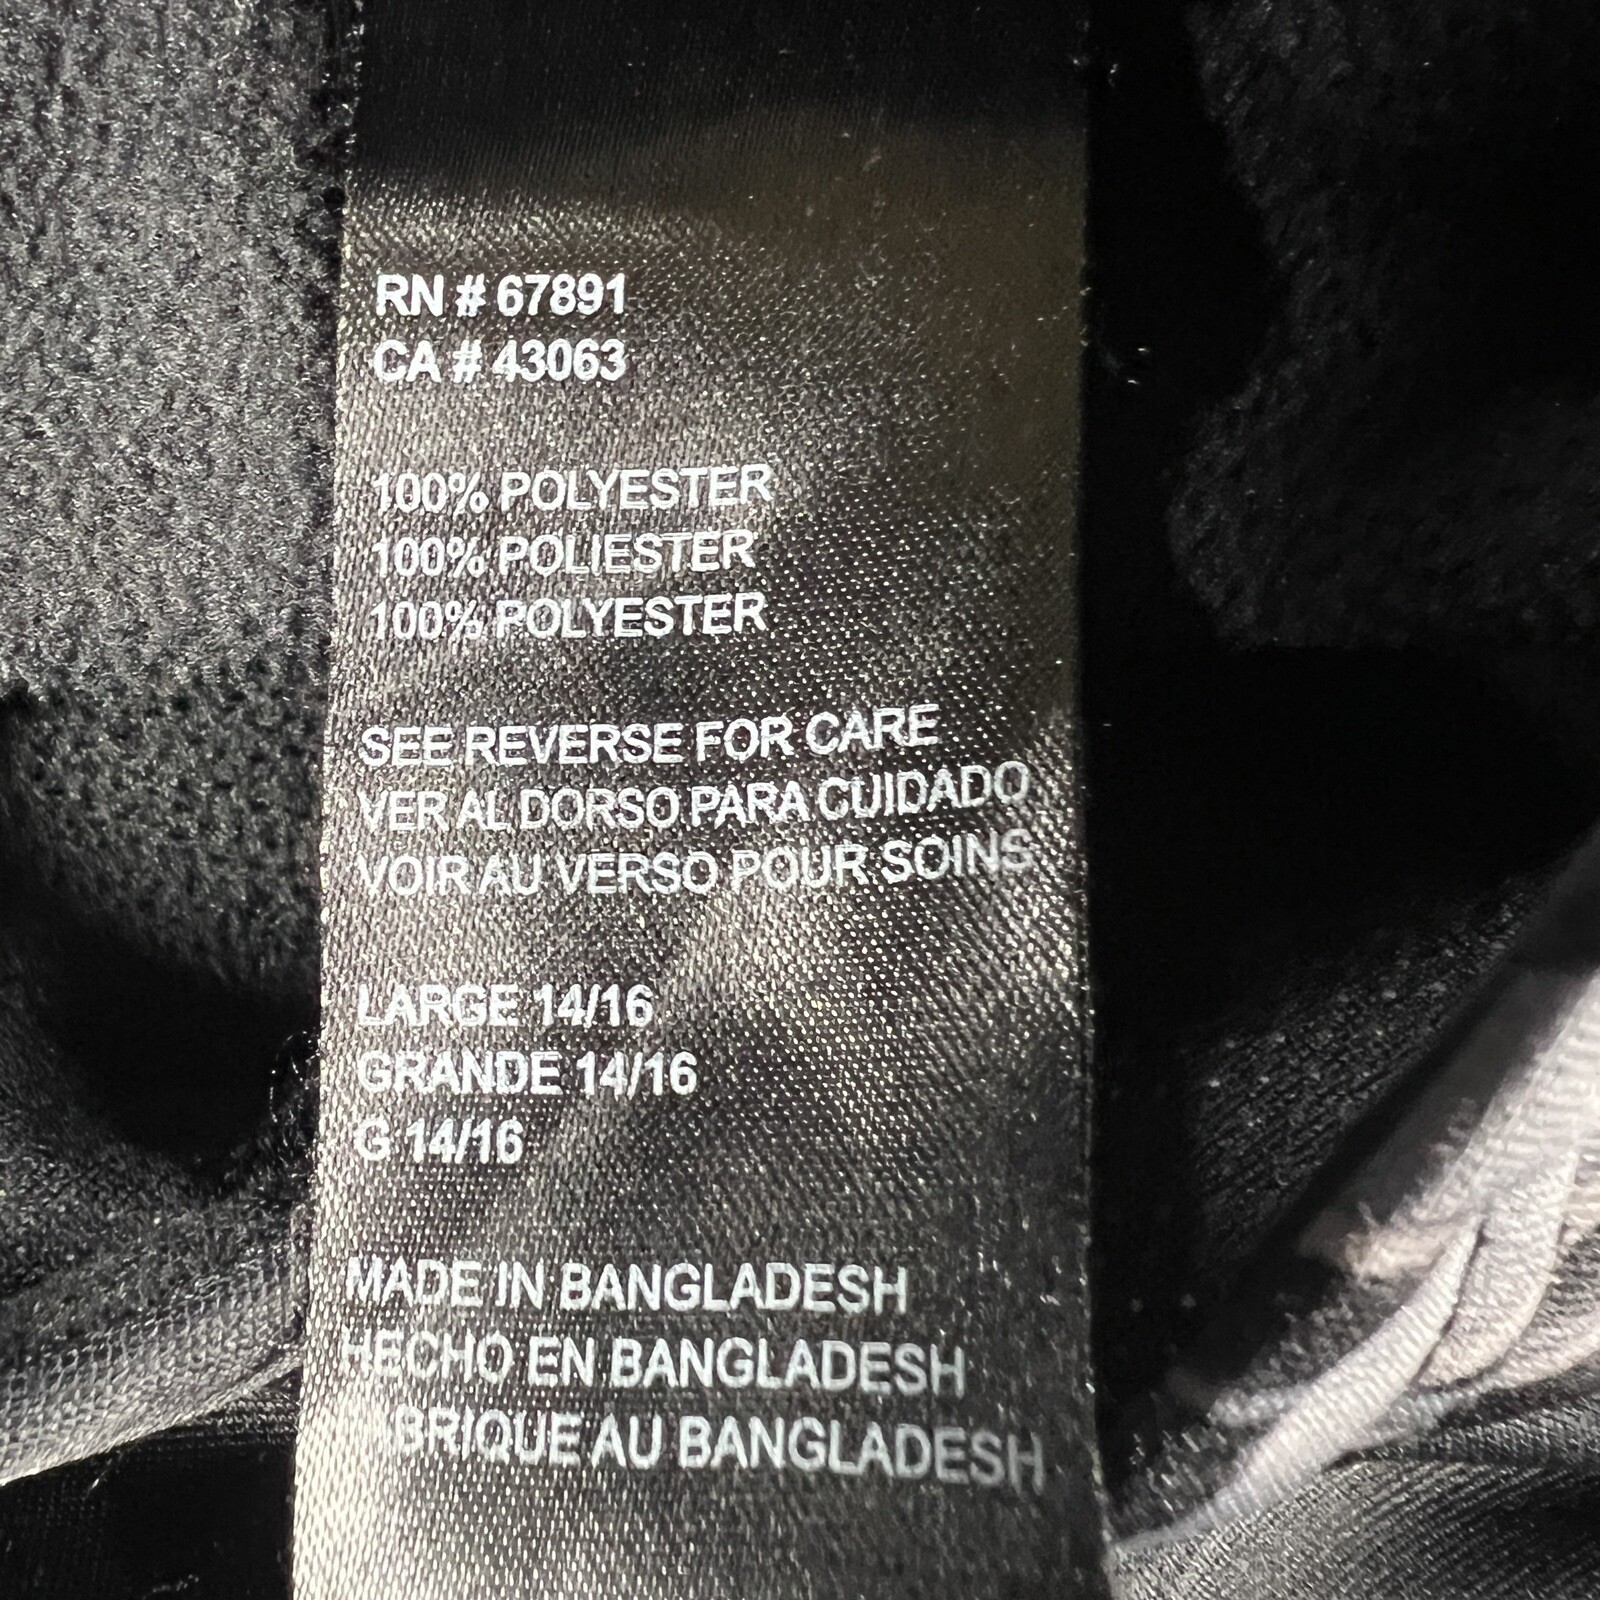 RN # 67891
CA # 43063
100% POLYESTER
100% POLIESTER
100% POLYESTER
SEE REVERSE FOR CARE
VER AL DORSO PARA CUIDADO
VOIR AU VERSO POUR SOINS
LARGE 14/16
GRANDE 14/16
G 14/16
MADE IN BANGLADESH
HECHO EN BANGLADESH
FABRIQUE AU BANGLADESH